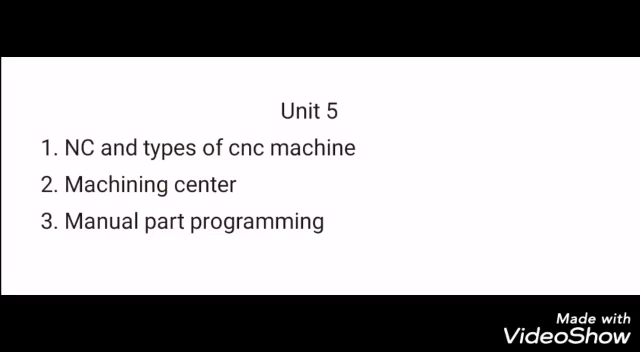 Unit 5
1. NC and types of cnc machine
2. Machining center
3. Manual part programming
Made with
VideoShow